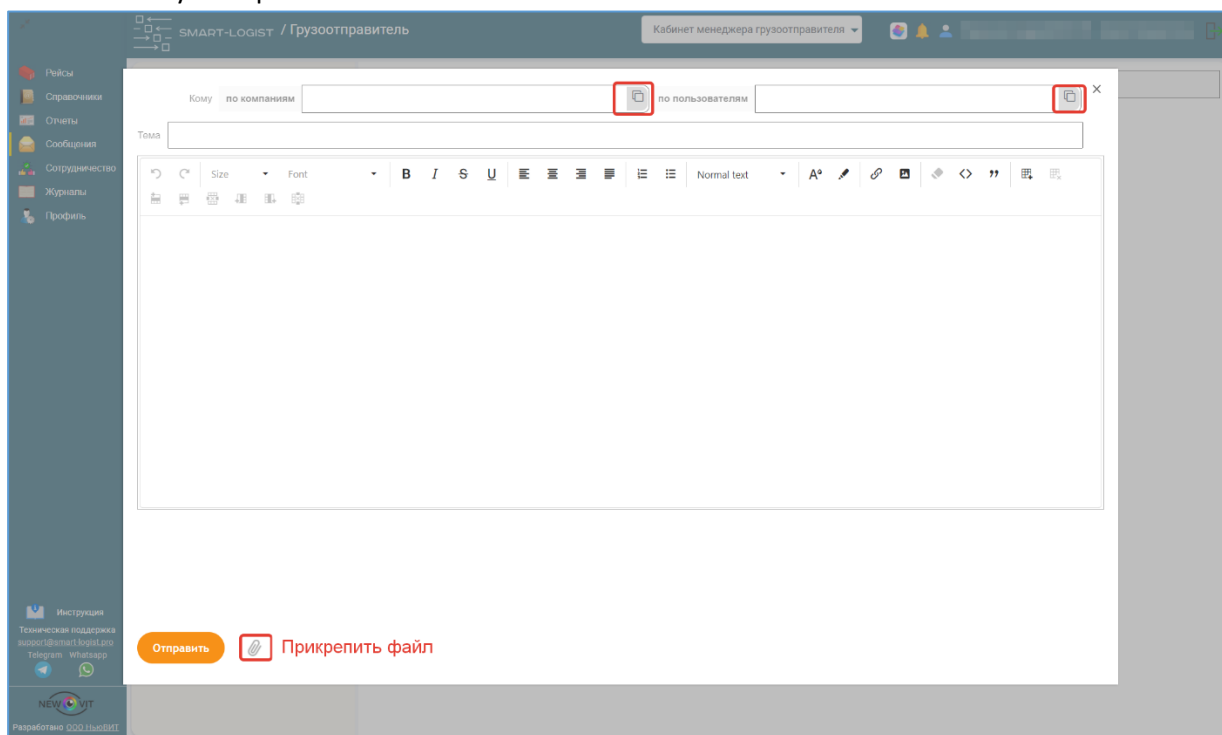 SMART-LOGIST / Грузоотправитель
Кабинет менеджера грузоотправителя
Рейсы
Справочники
Отчеты
Сообщения
Сотрудничество
Журналы
Профиль
Кому по компаниям по пользователям
Тема
Size Font B I S U Normal text
Инструкция
Техническая поддержка
support@smart-logist.pro
Telegram Whatsapp
Отправить Прикрепить файл
NEW VIT
Разработано ООО НьюВИТ